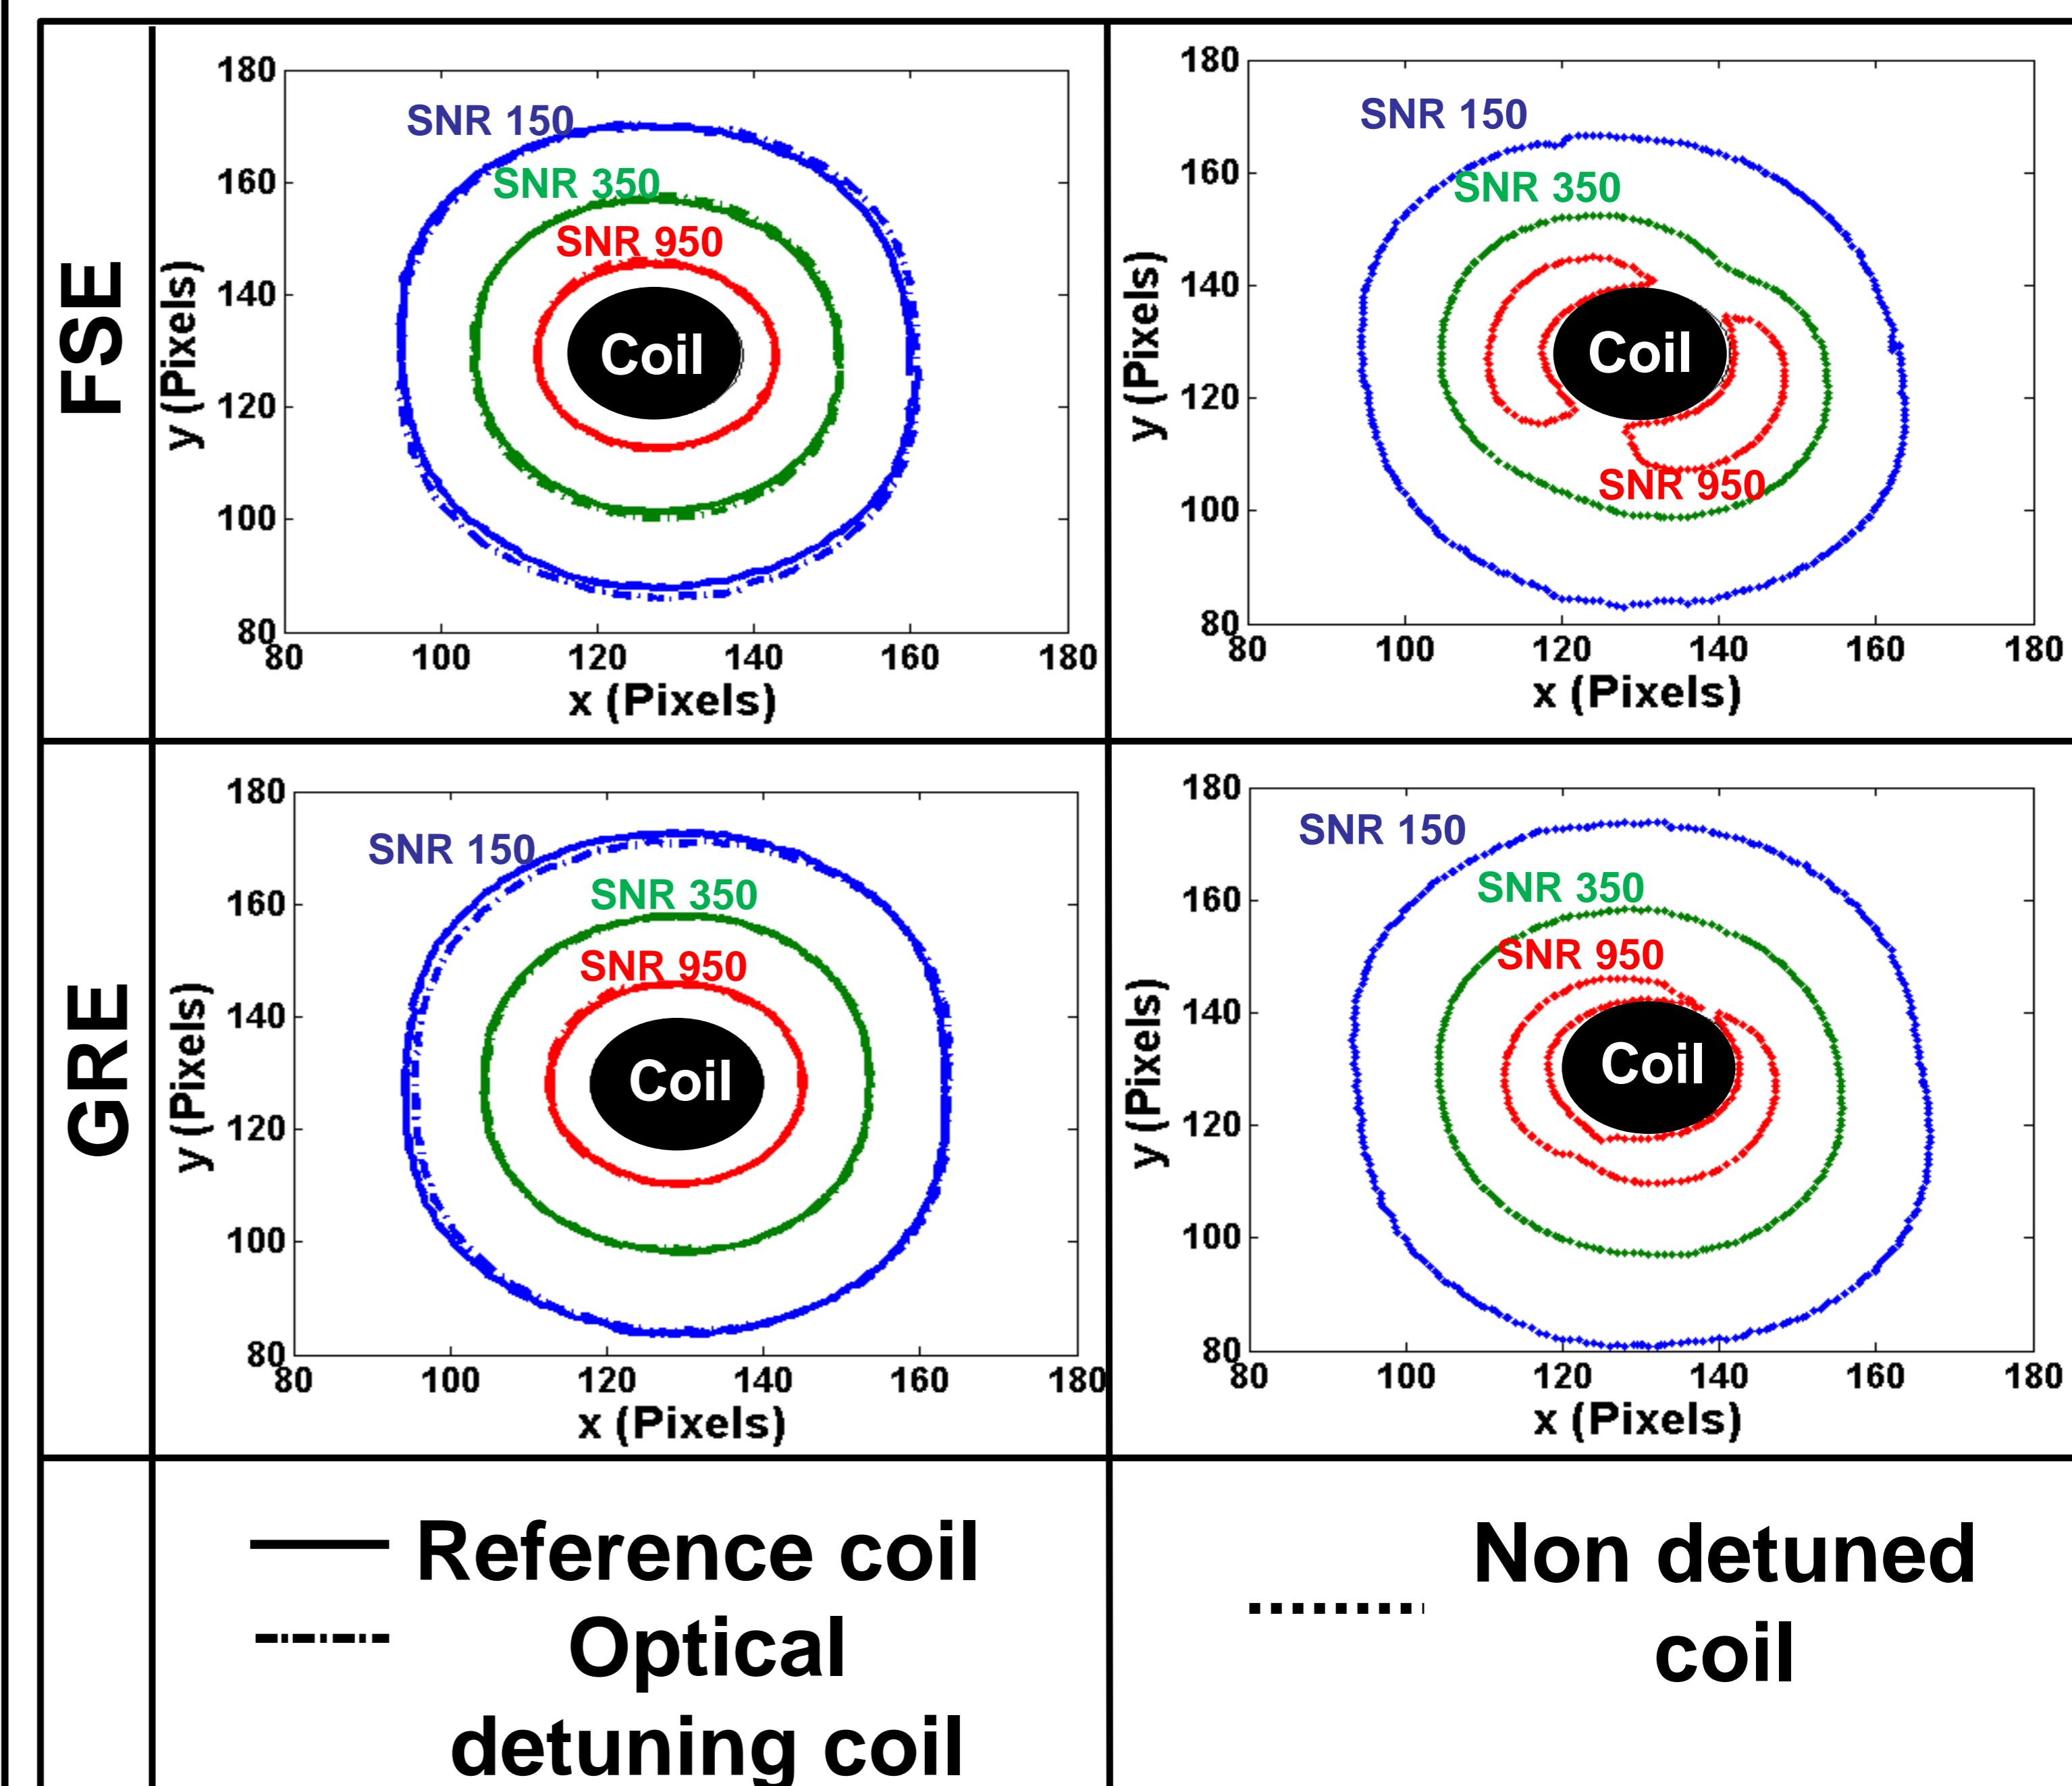 FSE
y (Pixels)
180
160
140
120
100
80
SNR 150
SNR 350
SNR 950
Coil
80 100 120 140 160 180
x (Pixels)
y (Pixels)
180
160
140
120
100
80
SNR 150
SNR 350
Coil
SNR 950
80 100 120 140 160 180
x (Pixels)
GRE
y (Pixels)
180
160
140
120
100
80
SNR 150
SNR 350
SNR 950
Coil
80 100 120 140 160 180
x (Pixels)
y (Pixels)
180
160
140
120
100
80
SNR 150
SNR 350
SNR 950
Coil
80 100 120 140 160 180
x (Pixels)
Reference coil
Optical
detuning coil
Non detuned
coil